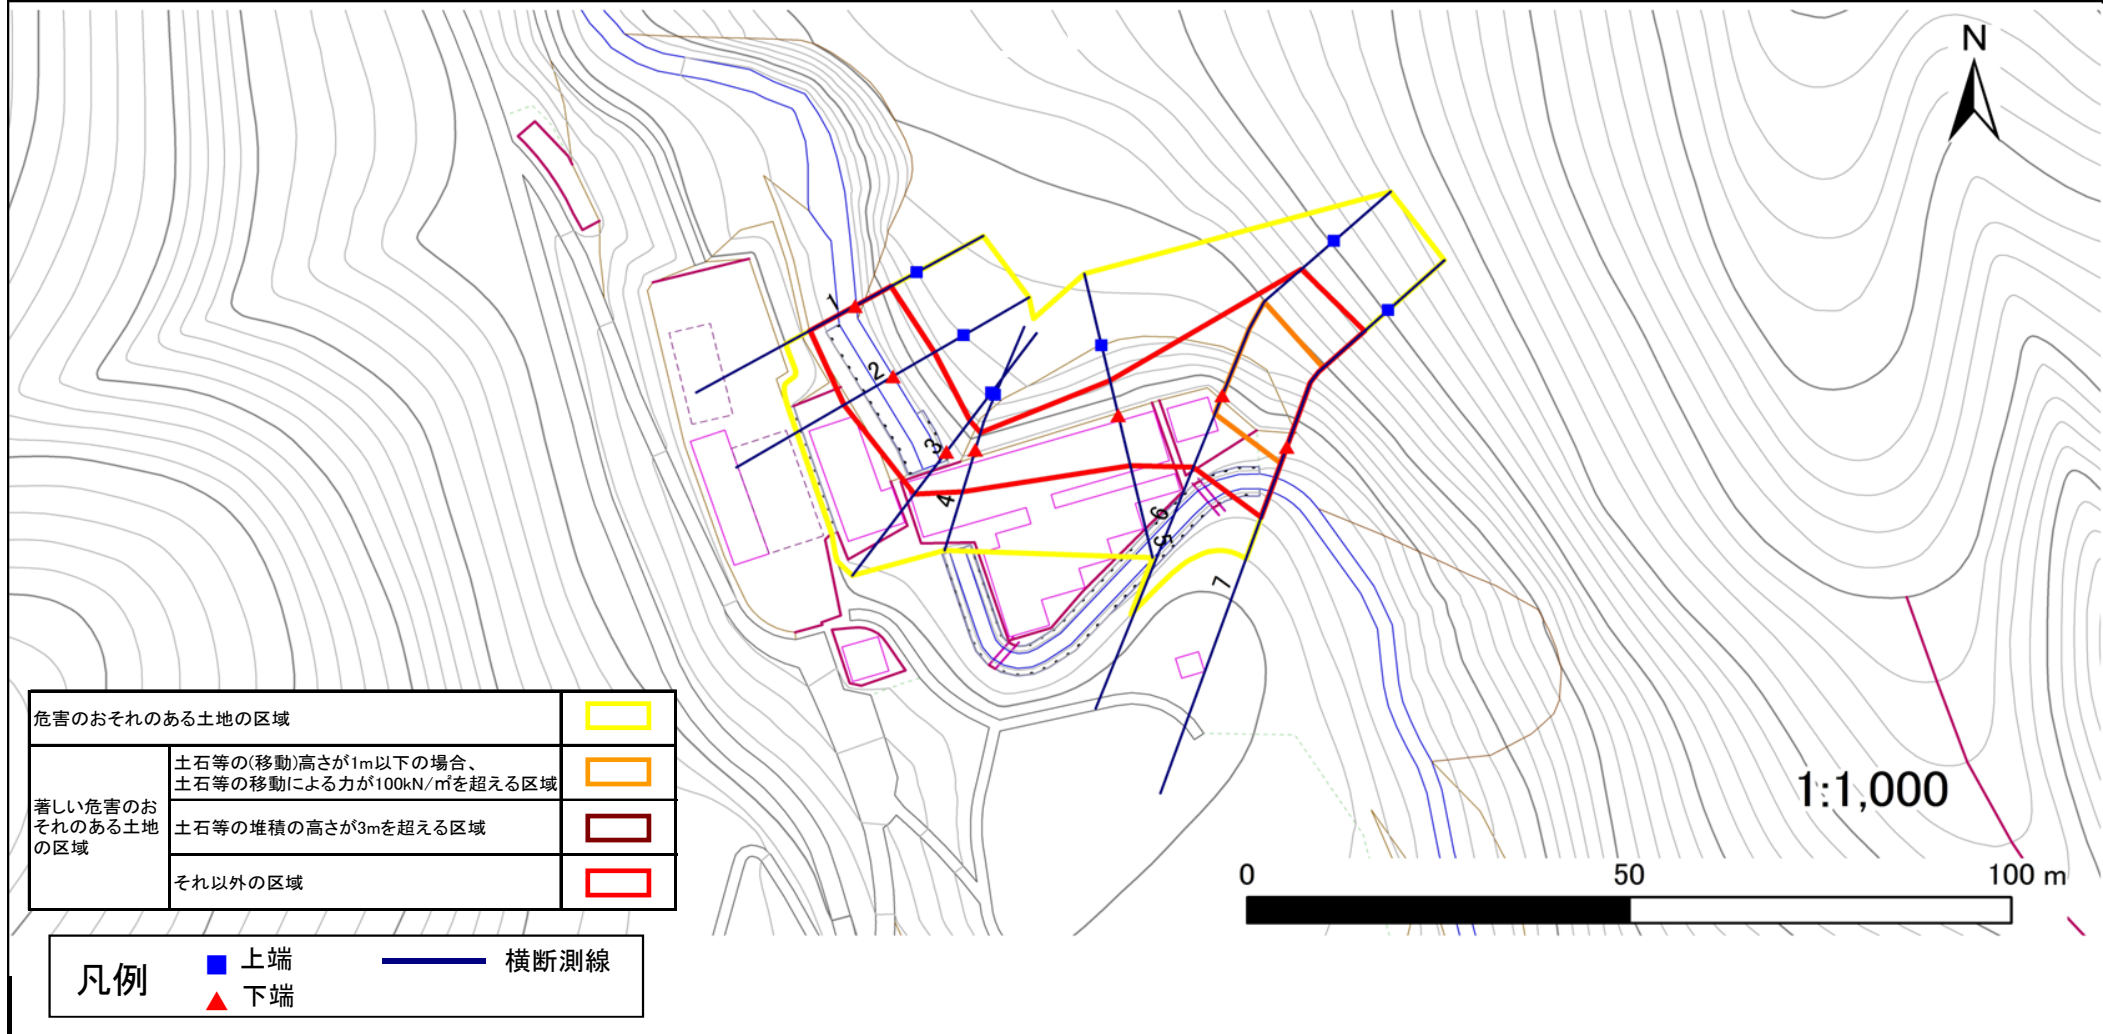 N
1
2
3
4
6
5
7
危害のおそれのある土地の区域
著しい危害のお
それのある土地
の区域
土石等の(移動)高さが1m以下の場合、
土石等の移動による力が100kN/㎡を超える区域
土石等の堆積の高さが3mを超える区域
それ以外の区域
1:1,000
0 50 100 m
凡例
上端
横断測線
下端